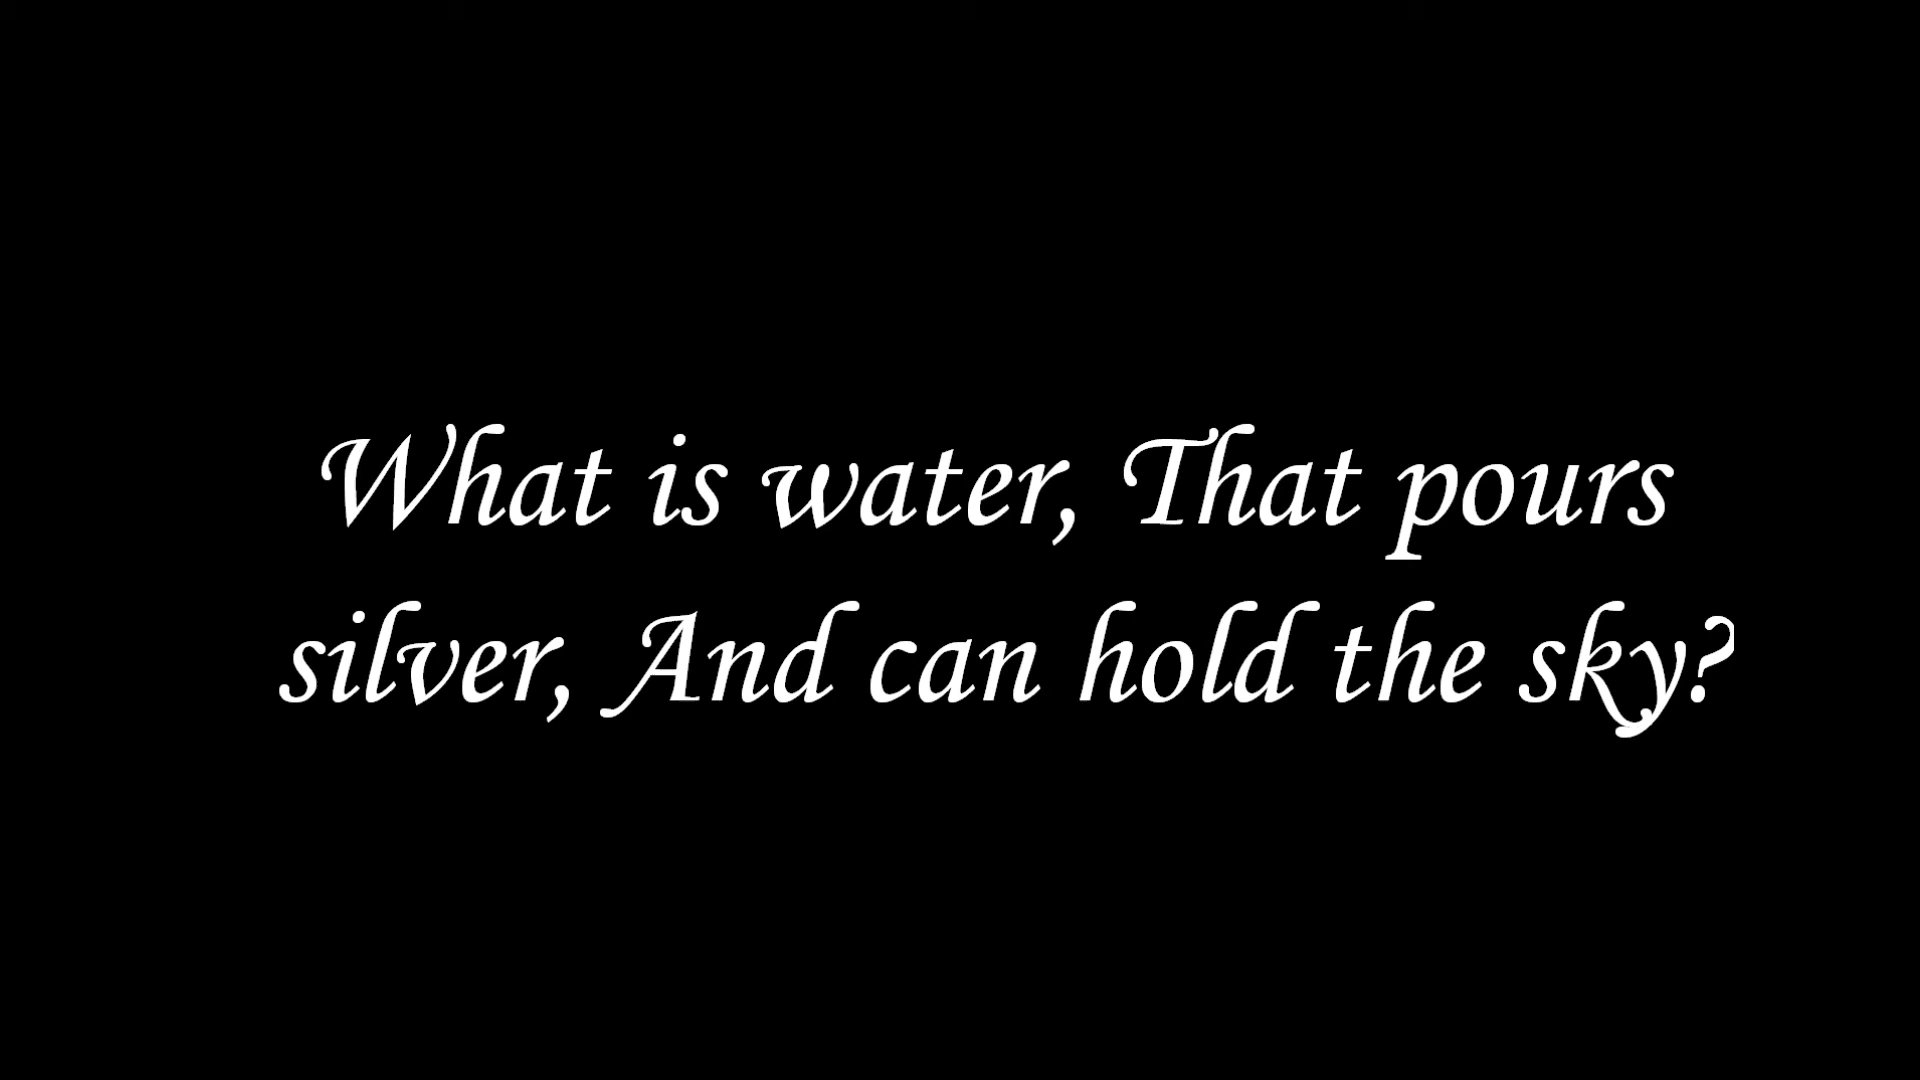 What is water, That pours
silver, And can hold the sky?